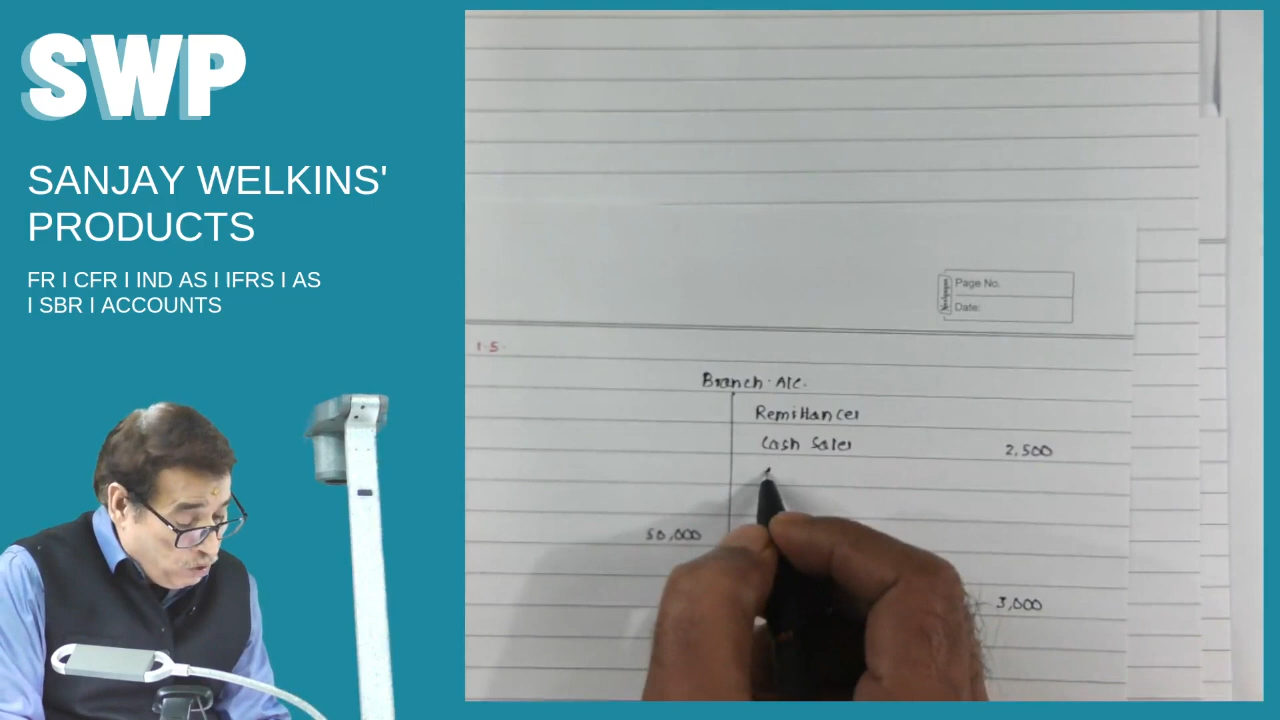 SWP
SANJAY WELKINS'
PRODUCTS
FR I CFR I IND AS I IFRS I AS
I SBR I ACCOUNTS
Neelgagan
Page No.
Date:
1.5.
Branch A/c.
Remittances
Cash Sales 2,500
50,000
3,000